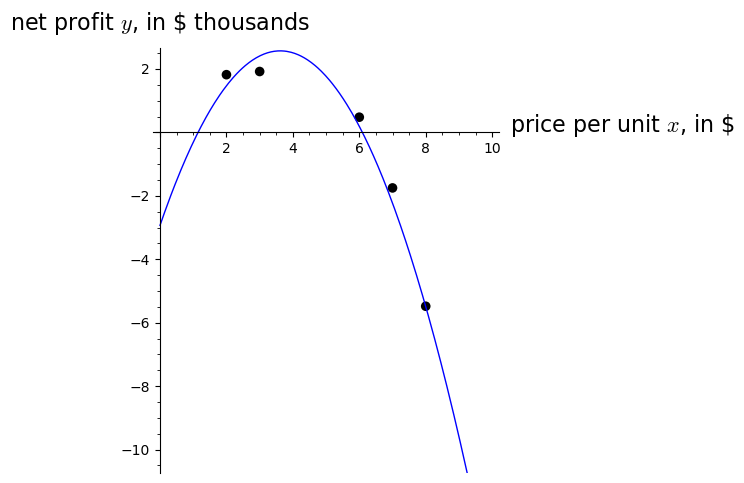 net profit y, in $ thousands
2
price per unit x, in $
2 4 6 8 10
−2
−4
−6
−8
−10